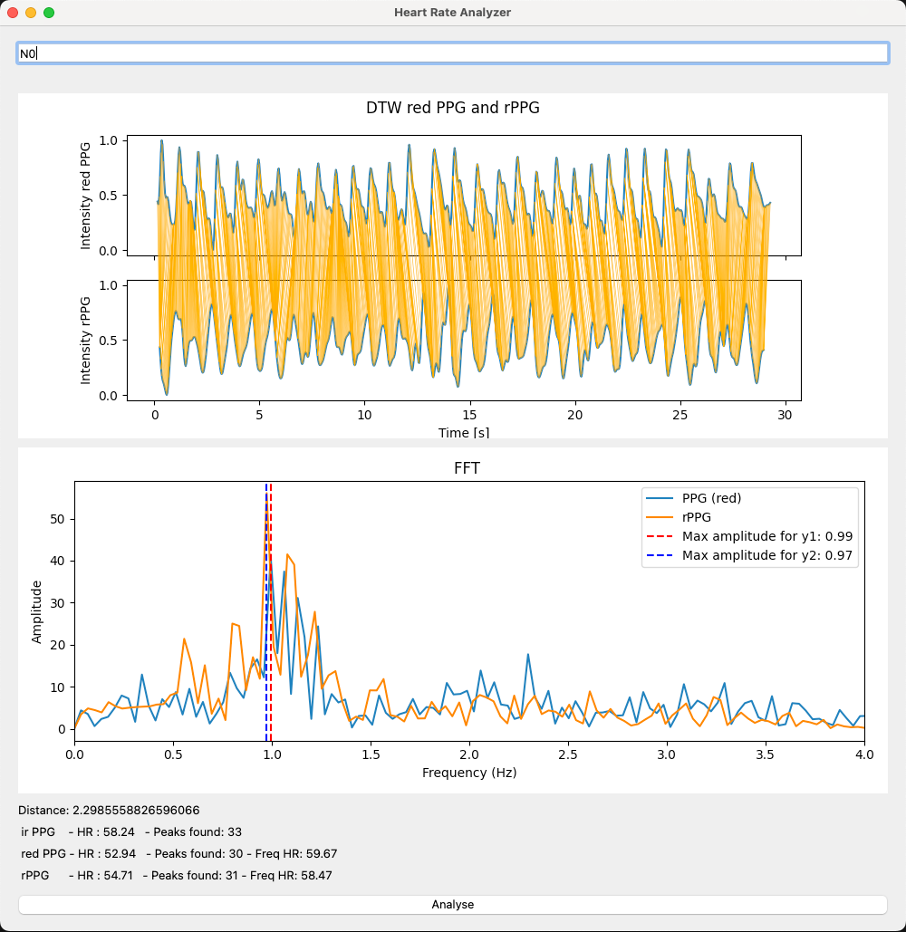 Heart Rate Analyzer
N0
DTW red PPG and rPPG
Intensity red PPG
1.0
0.5
0.0
Intensity rPPG
1.0
0.5
0.0
0 5 10 15 20 25 30
Time [s]
FFT
Amplitude
50
40
30
20
10
0
PPG (red)
rPPG
Max amplitude for y1: 0.99
Max amplitude for y2: 0.97
0.0 0.5 1.0 1.5 2.0 2.5 3.0 3.5 4.0
Frequency (Hz)
Distance: 2.2985558826596066
ir PPG - HR : 58.24 - Peaks found: 33
red PPG - HR : 52.94 - Peaks found: 30 - Freq HR: 59.67
rPPG - HR : 54.71 - Peaks found: 31 - Freq HR: 58.47
Analyse